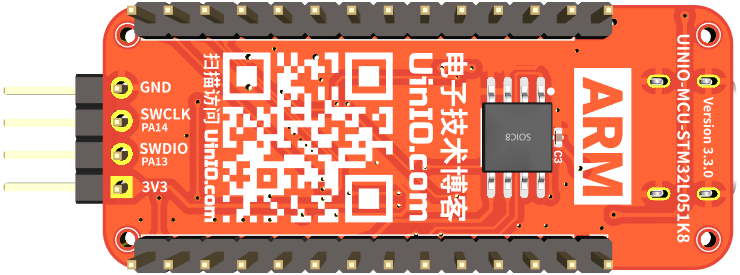 GND
SWCLK
PA14
SWDIO
PA13
3V3
扫描访问 UinIO.com
UinIO.com
电子技术博客
SOIC8
C3
ARM
UINIO-MCU-STM32L051K8
Version 3.3.0